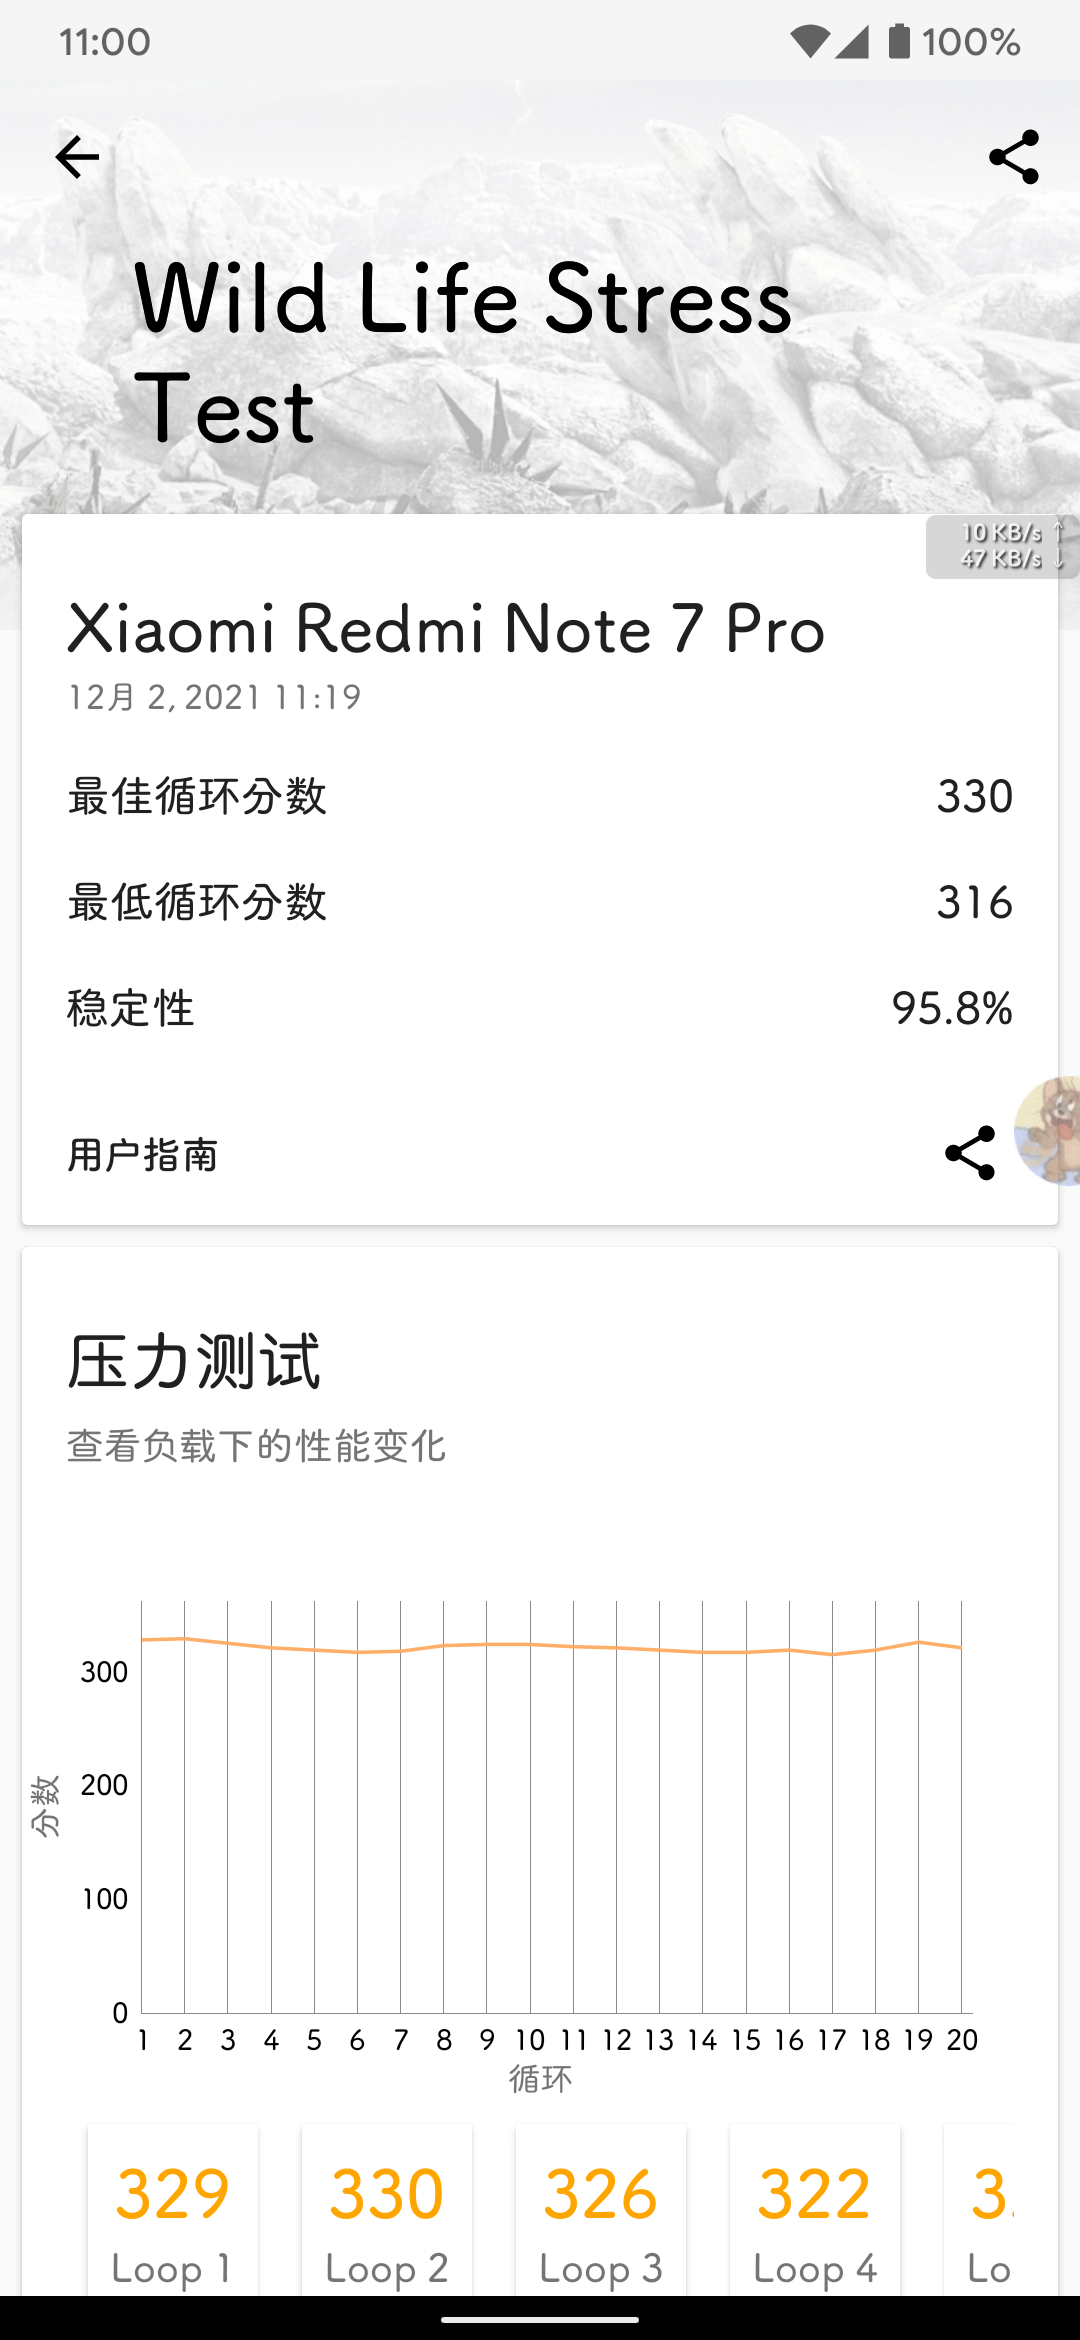 11:00
100%
Wild Life Stress
Test
10 KB/s ↑
47 KB/s ↓
Xiaomi Redmi Note 7 Pro
12月 2, 2021 11:19
最佳循环分数 330
最低循环分数 316
稳定性 95.8%
用户指南
压力测试
查看负载下的性能变化
300
200
100
0
分数
1 2 3 4 5 6 7 8 9 10 11 12 13 14 15 16 17 18 19 20
循环
329 330 326 322 3
Loop 1 Loop 2 Loop 3 Loop 4 Lo